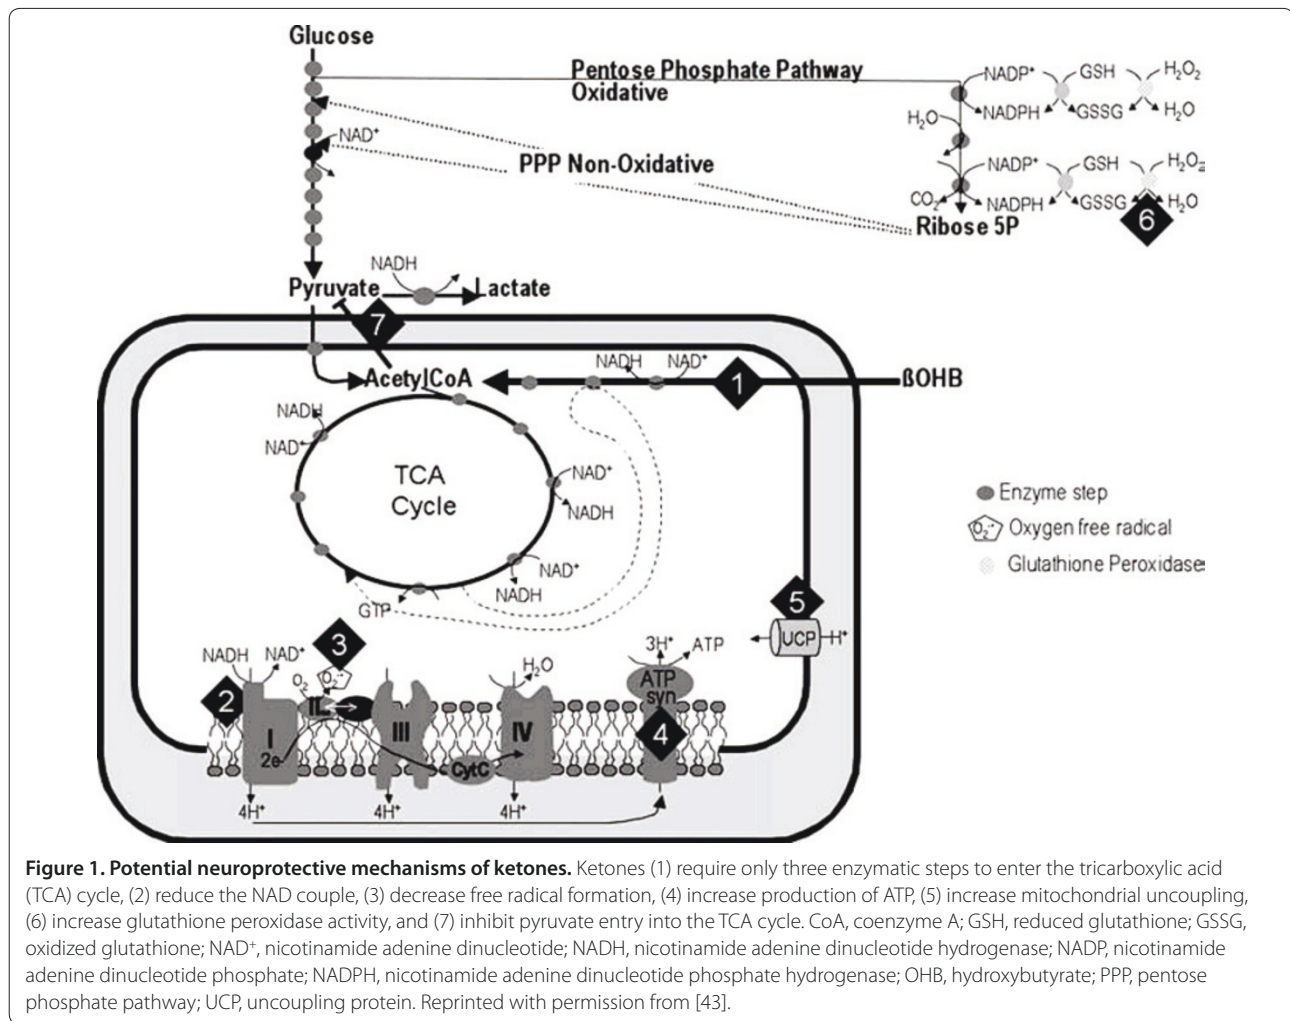 Glucose
Pentose Phosphate Pathway
Oxidative
NADP⁺ GSH H₂O₂
NADPH GSSG H₂O
H₂O
NAD⁺
PPP Non-Oxidative
NADP⁺ GSH H₂O₂
CO₂ NADPH GSSG H₂O
6
Ribose 5P
NADH
Pyruvate Lactate
7
NADH NAD⁺
AcetylCoA 1 ßOHB
NADH
NAD⁺
TCA
Cycle
NAD⁺
NADH
NAD⁺
NADH
GTP
Enzyme step
O₂⁻· Oxygen free radical
Glutathione Peroxidase
5
UCP H⁺
3
NADH NAD⁺
O₂ O₂⁻·
H₂O
3H⁺ ATP
2
ATP
syn
I II III IV 4
2e⁻
CytC
4H⁺ 4H⁺ 4H⁺
Figure 1. Potential neuroprotective mechanisms of ketones. Ketones (1) require only three enzymatic steps to enter the tricarboxylic acid
(TCA) cycle, (2) reduce the NAD couple, (3) decrease free radical formation, (4) increase production of ATP, (5) increase mitochondrial uncoupling,
(6) increase glutathione peroxidase activity, and (7) inhibit pyruvate entry into the TCA cycle. CoA, coenzyme A; GSH, reduced glutathione; GSSG,
oxidized glutathione; NAD⁺, nicotinamide adenine dinucleotide; NADH, nicotinamide adenine dinucleotide hydrogenase; NADP, nicotinamide
adenine dinucleotide phosphate; NADPH, nicotinamide adenine dinucleotide phosphate hydrogenase; OHB, hydroxybutyrate; PPP, pentose
phosphate pathway; UCP, uncoupling protein. Reprinted with permission from [43].